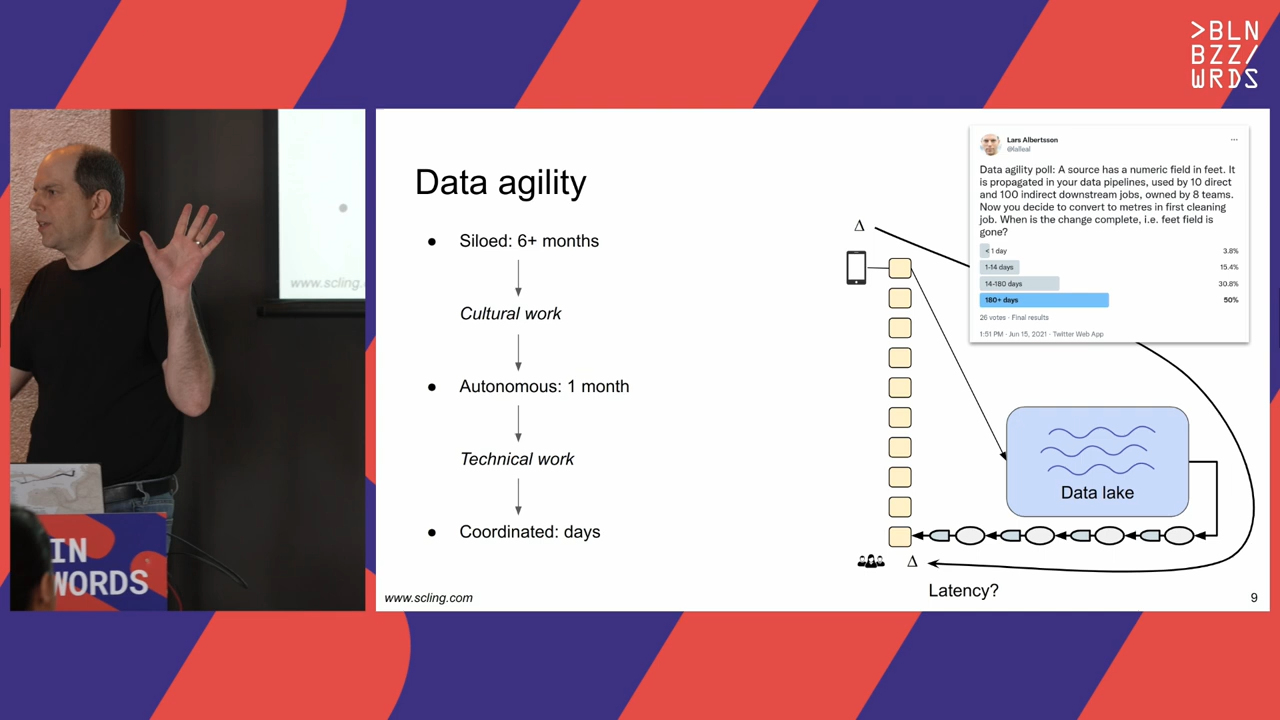 >BLN
BZZ/
WRDS
www.scling.
IN
WORDS
Data agility
● Siloed: 6+ months
Cultural work
● Autonomous: 1 month
Technical work
● Coordinated: days
www.scling.com
Lars Albertsson
@lalleal
Data agility poll: A source has a numeric field in feet. It
is propagated in your data pipelines, used by 10 direct
and 100 indirect downstream jobs, owned by 8 teams.
Now you decide to convert to metres in first cleaning
job. When is the change complete, i.e. feet field is
gone?
< 1 day 3.8%
1-14 days 15.4%
14-180 days 30.8%
180+ days 50%
26 votes · Final results
1:51 PM · Jun 15, 2021 · Twitter Web App
Δ
Data lake
Δ
Latency?
9